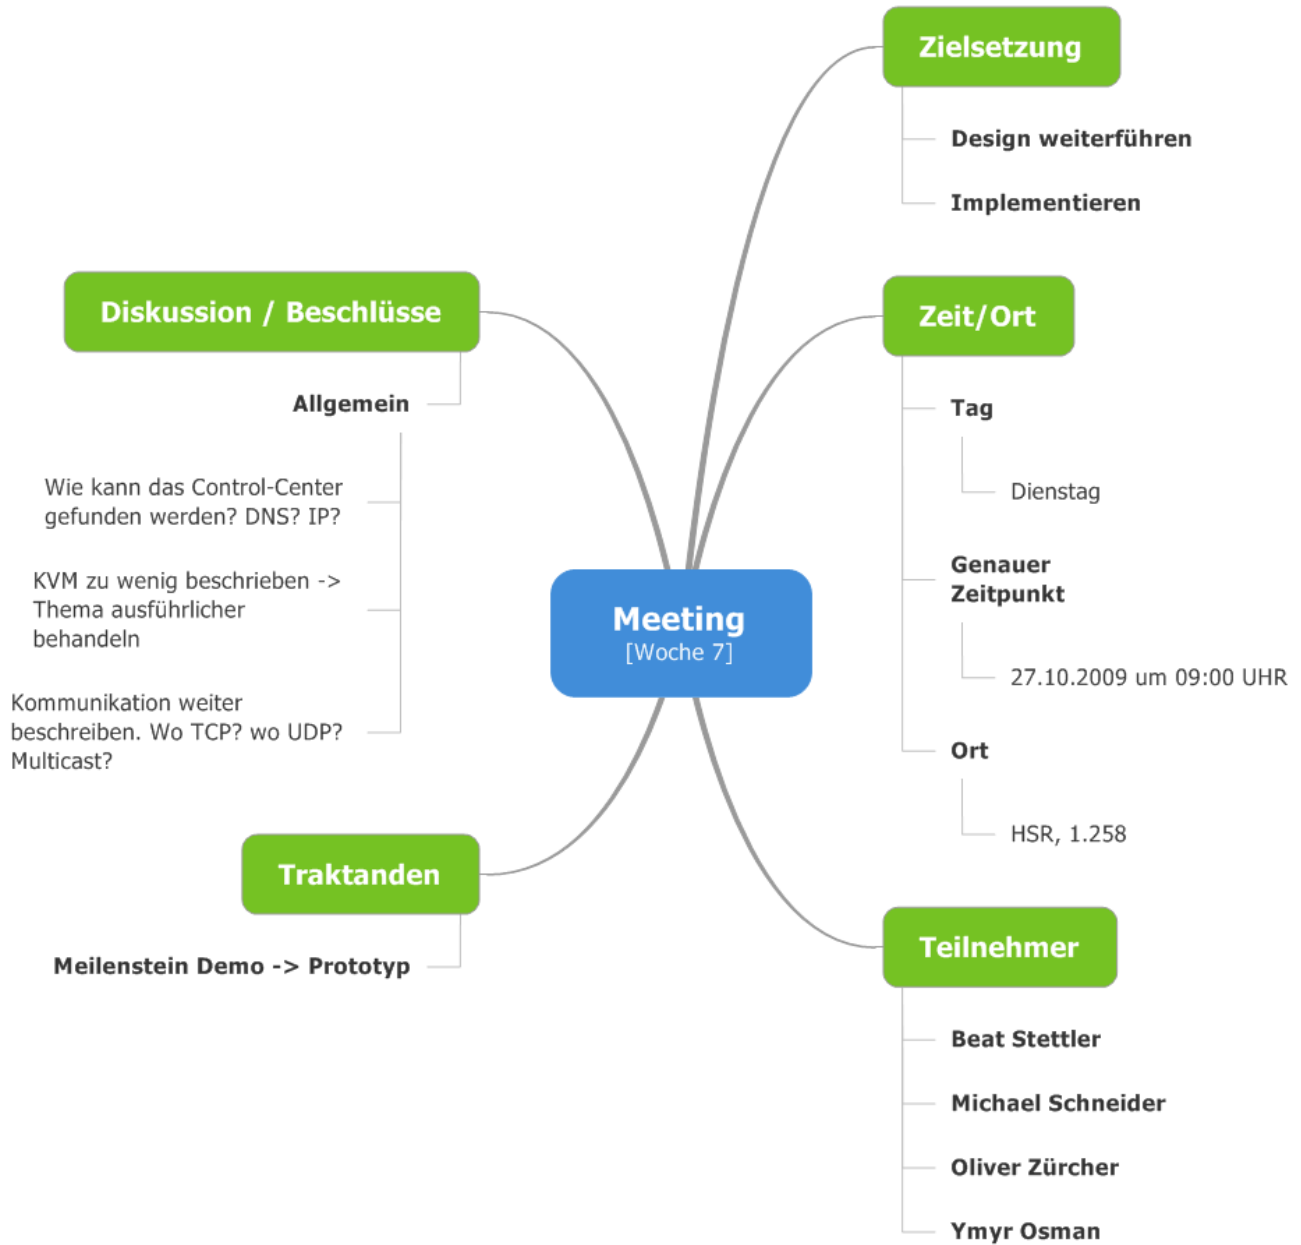 Meeting
[Woche 7]
Zielsetzung
Design weiterführen
Implementieren
Zeit/Ort
Tag
Dienstag
Genauer
Zeitpunkt
27.10.2009 um 09:00 UHR
Ort
HSR, 1.258
Teilnehmer
Beat Stettler
Michael Schneider
Oliver Zürcher
Ymyr Osman
Diskussion / Beschlüsse
Allgemein
Wie kann das Control-Center
gefunden werden? DNS? IP?
KVM zu wenig beschrieben ->
Thema ausführlicher
behandeln
Kommunikation weiter
beschreiben. Wo TCP? wo UDP?
Multicast?
Traktanden
Meilenstein Demo -> Prototyp